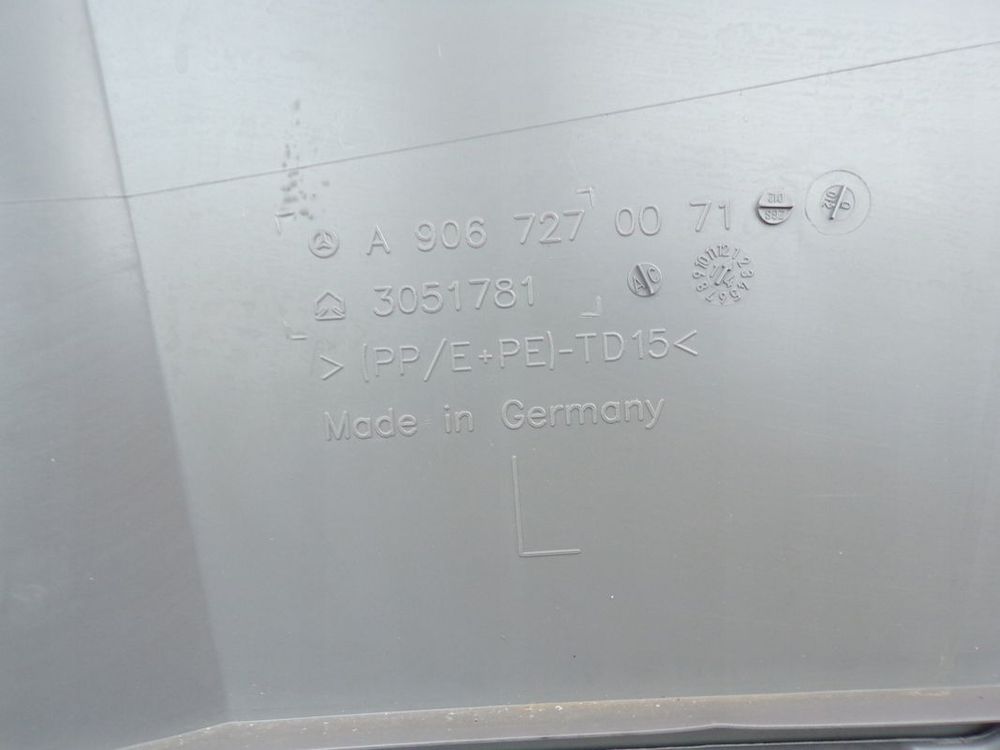 A 906 727 00 71
3051781 A C
>(PP/E+PE)-TD15<
Made in Germany
L